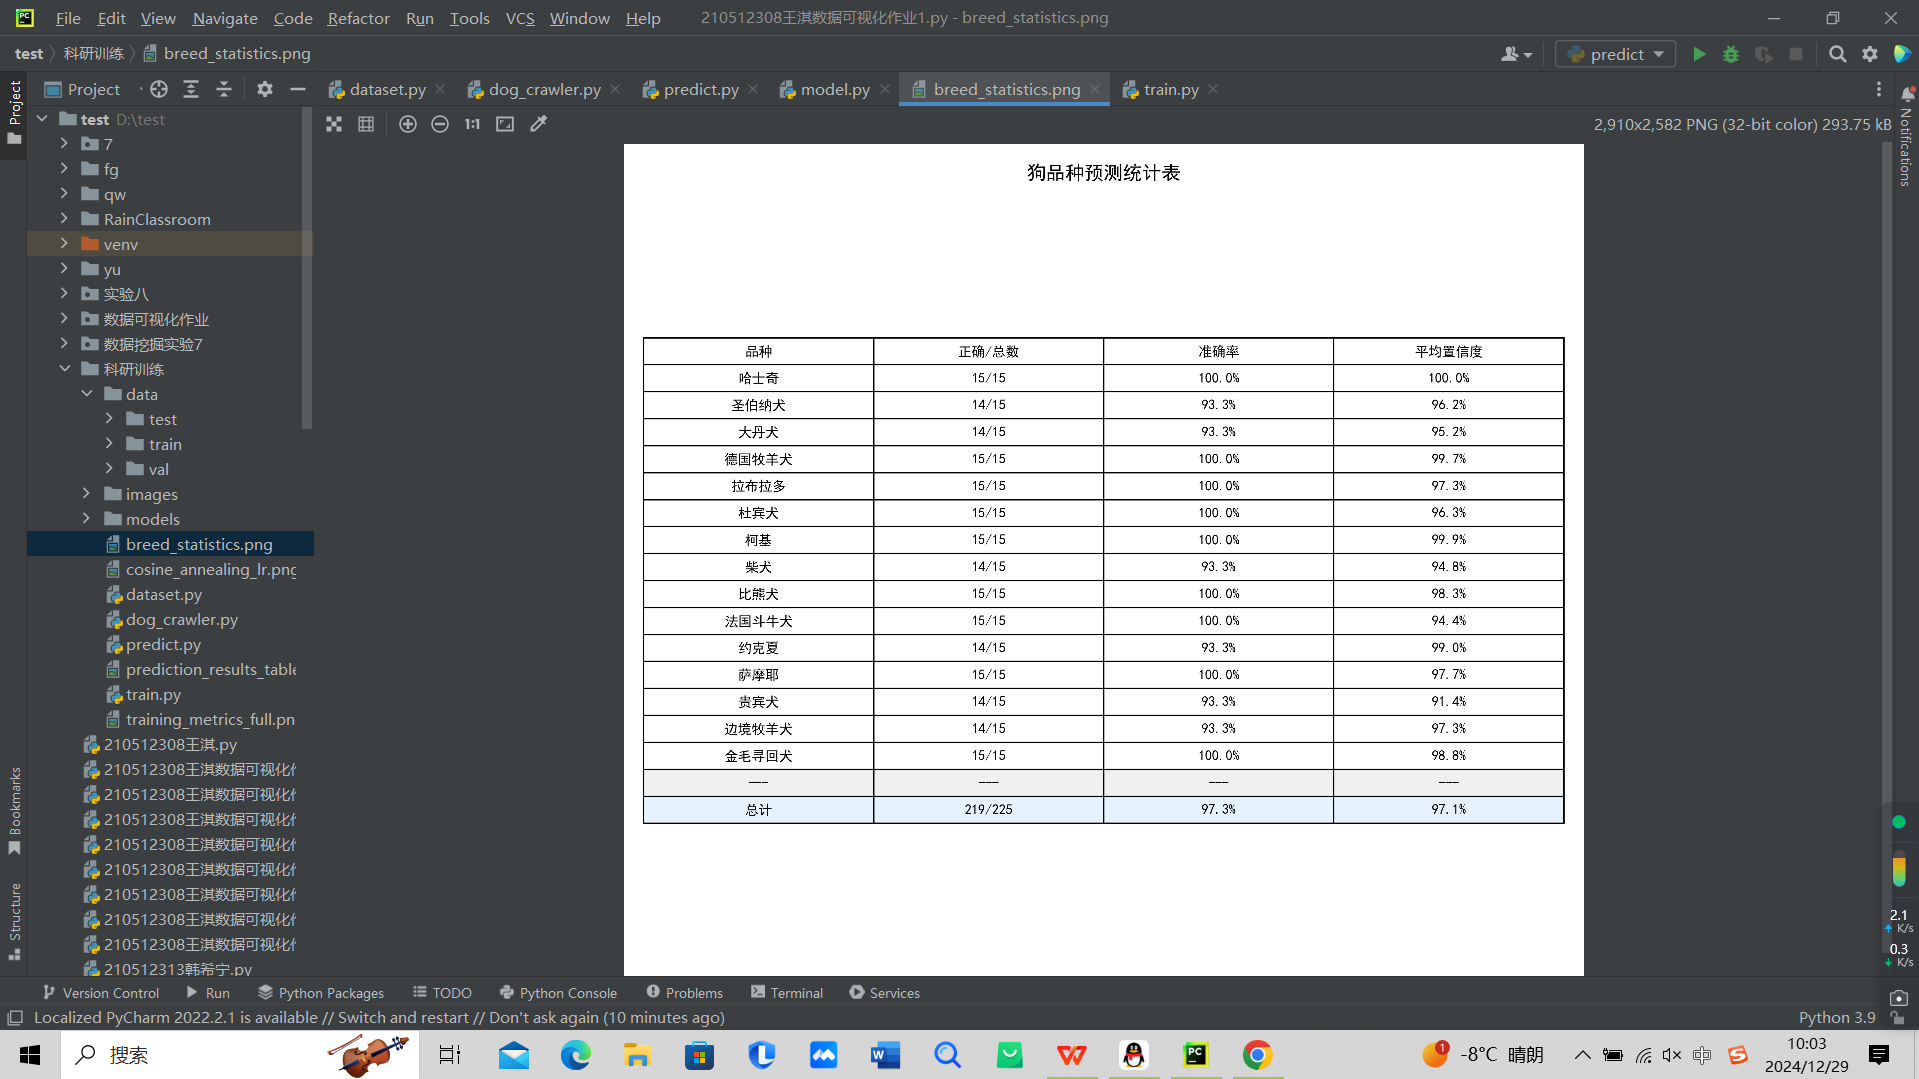 File Edit View Navigate Code Refactor Run Tools VCS Window Help 210512308王淇数据可视化作业1.py - breed_statistics.png
test 科研训练 breed_statistics.png predict
Project dataset.py dog_crawler.py predict.py model.py breed_statistics.png train.py
1:1 2,910x2,582 PNG (32-bit color) 293.75 kB
Project
Bookmarks
Structure
Notifications
test D:\test
7
fg
qw
RainClassroom
venv
yu
实验八
数据可视化作业
数据挖掘实验7
科研训练
data
test
train
val
images
models
breed_statistics.png
cosine_annealing_lr.png
dataset.py
dog_crawler.py
predict.py
prediction_results_table
train.py
training_metrics_full.pn
210512308王淇.py
210512308王淇数据可视化作
210512308王淇数据可视化作
210512308王淇数据可视化作
210512308王淇数据可视化作
210512308王淇数据可视化作
210512308王淇数据可视化作
210512308王淇数据可视化作
210512308王淇数据可视化作
210512313韩希宁.py
狗品种预测统计表
品种 正确/总数 准确率 平均置信度
哈士奇 15/15 100.0% 100.0%
圣伯纳犬 14/15 93.3% 96.2%
大丹犬 14/15 93.3% 95.2%
德国牧羊犬 15/15 100.0% 99.7%
拉布拉多 15/15 100.0% 97.3%
杜宾犬 15/15 100.0% 96.3%
柯基 15/15 100.0% 99.9%
柴犬 14/15 93.3% 94.8%
比熊犬 15/15 100.0% 98.3%
法国斗牛犬 15/15 100.0% 94.4%
约克夏 14/15 93.3% 99.0%
萨摩耶 15/15 100.0% 97.7%
贵宾犬 14/15 93.3% 91.4%
边境牧羊犬 14/15 93.3% 97.3%
金毛寻回犬 15/15 100.0% 98.8%
--- --- --- ---
总计 219/225 97.3% 97.1%
2.1
K/s
0.3
K/s
Version Control Run Python Packages TODO Python Console Problems Terminal Services
Localized PyCharm 2022.2.1 is available // Switch and restart // Don't ask again (10 minutes ago) Python 3.9
搜索 1 -8°C 晴朗 中 10:03
2024/12/29